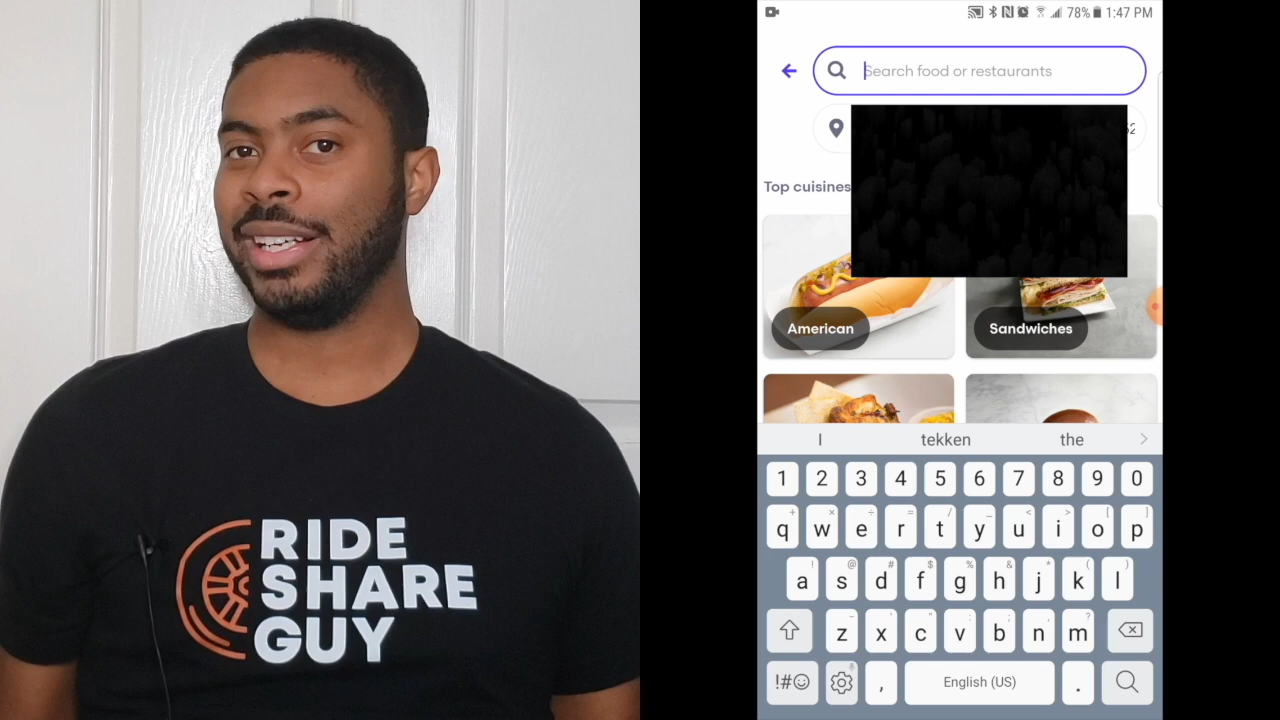 RIDE
SHARE
GUY
78% 1:47 PM
Search food or restaurants
Top cuisines
American
Sandwiches
I tekken the
1 2 3 4 5 6 7 8 9 0
q w e r t y u i o p
a s d f g h j k l
z x c v b n m
!#☺ , English (US) .